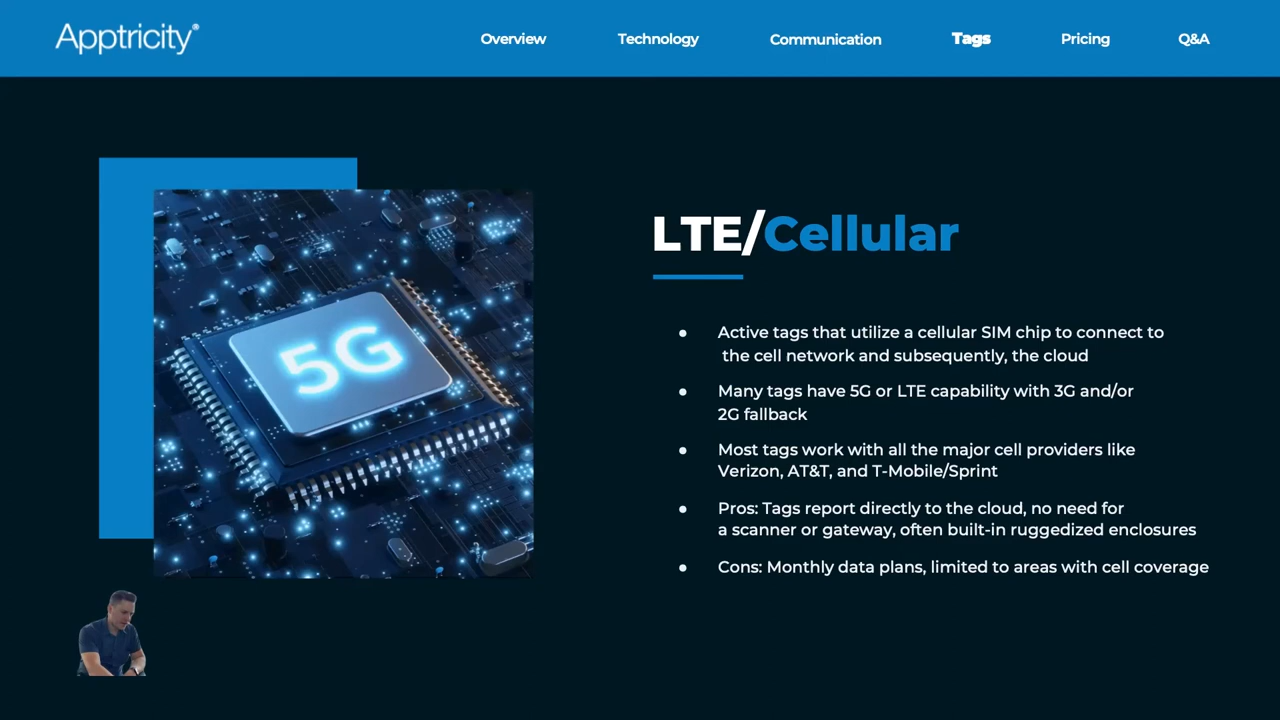 Apptricity®
Overview Technology Communication Tags Pricing Q&A
5G
LTE/Cellular
• Active tags that utilize a cellular SIM chip to connect to
the cell network and subsequently, the cloud
• Many tags have 5G or LTE capability with 3G and/or
2G fallback
• Most tags work with all the major cell providers like
Verizon, AT&T, and T-Mobile/Sprint
• Pros: Tags report directly to the cloud, no need for
a scanner or gateway, often built-in ruggedized enclosures
• Cons: Monthly data plans, limited to areas with cell coverage